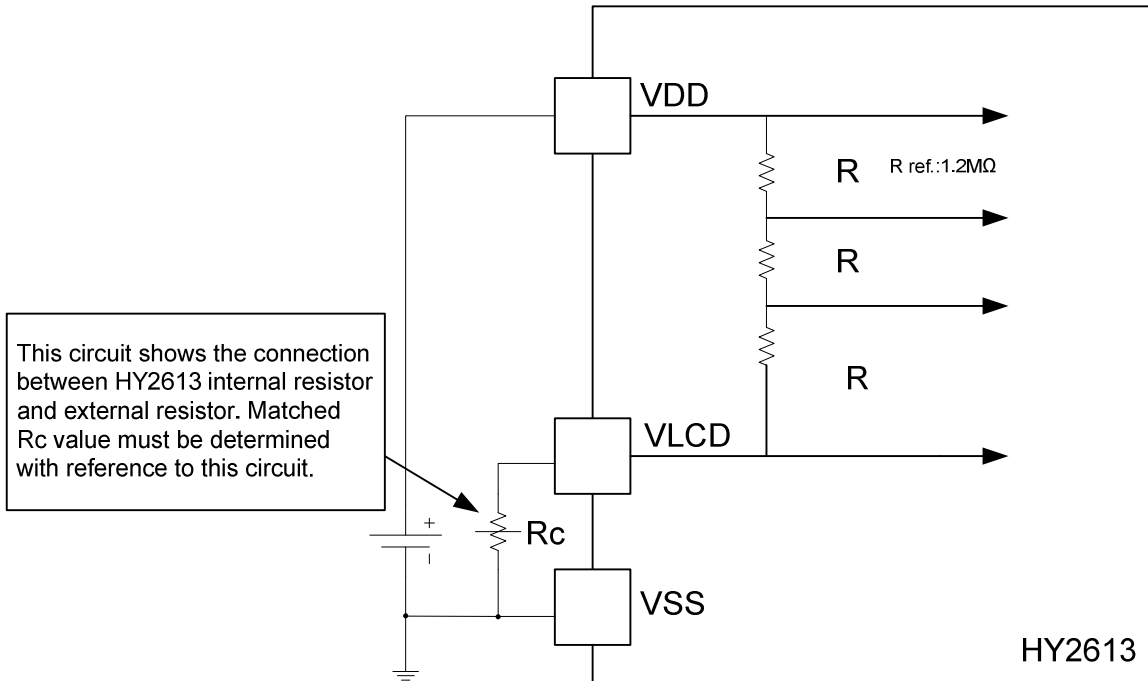 VDD
R
R ref.:1.2MΩ
R
This circuit shows the connection
between HY2613 internal resistor
and external resistor. Matched
Rc value must be determined
with reference to this circuit.
R
VLCD
+
Rc
-
VSS
HY2613